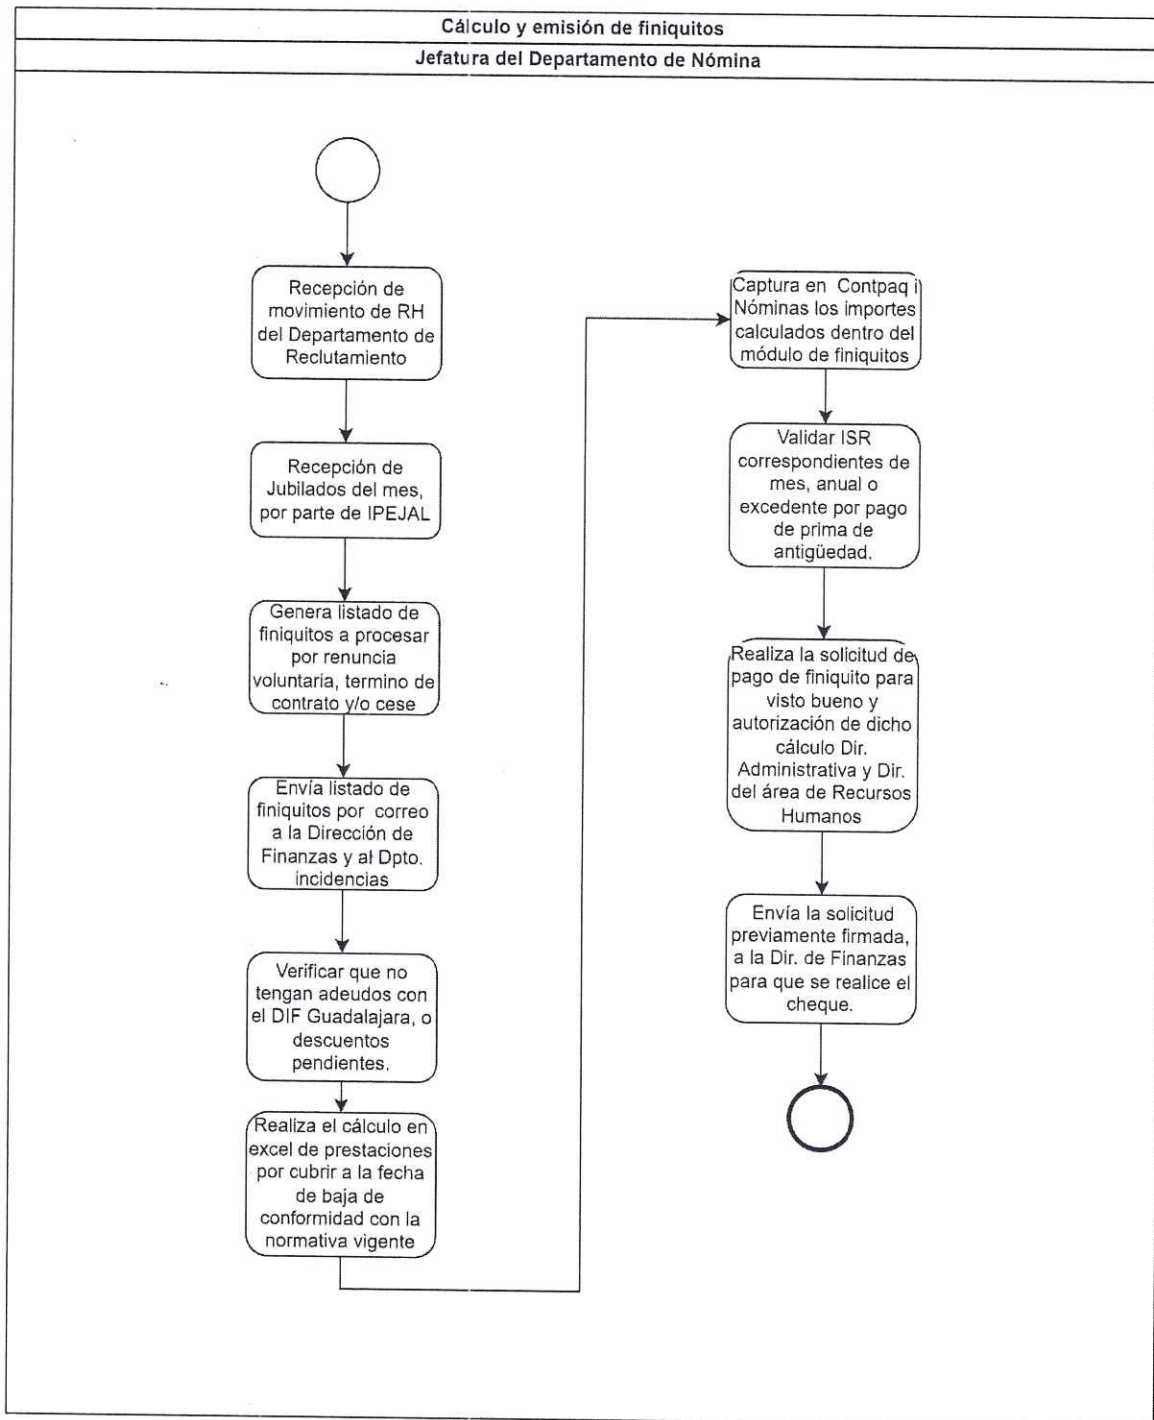 Cálculo y emisión de finiquitos
Jefatura del Departamento de Nómina
Recepción de
movimiento de RH
del Departamento de
Reclutamiento
Recepción de
Jubilados del mes,
por parte de IPEJAL
Genera listado de
finiquitos a procesar
por renuncia
voluntaria, termino de
contrato y/o cese
Envía listado de
finiquitos por correo
a la Dirección de
Finanzas y al Dpto.
incidencias
Verificar que no
tengan adeudos con
el DIF Guadalajara, o
descuentos
pendientes.
Realiza el cálculo en
excel de prestaciones
por cubrir a la fecha
de baja de
conformidad con la
normativa vigente
Captura en Contpaq i
Nóminas los importes
calculados dentro del
módulo de finiquitos
Validar ISR
correspondientes de
mes, anual o
excedente por pago
de prima de
antigüedad.
Realiza la solicitud de
pago de finiquito para
visto bueno y
autorización de dicho
cálculo Dir.
Administrativa y Dir.
del área de Recursos
Humanos
Envía la solicitud
previamente firmada,
a la Dir. de Finanzas
para que se realice el
cheque.